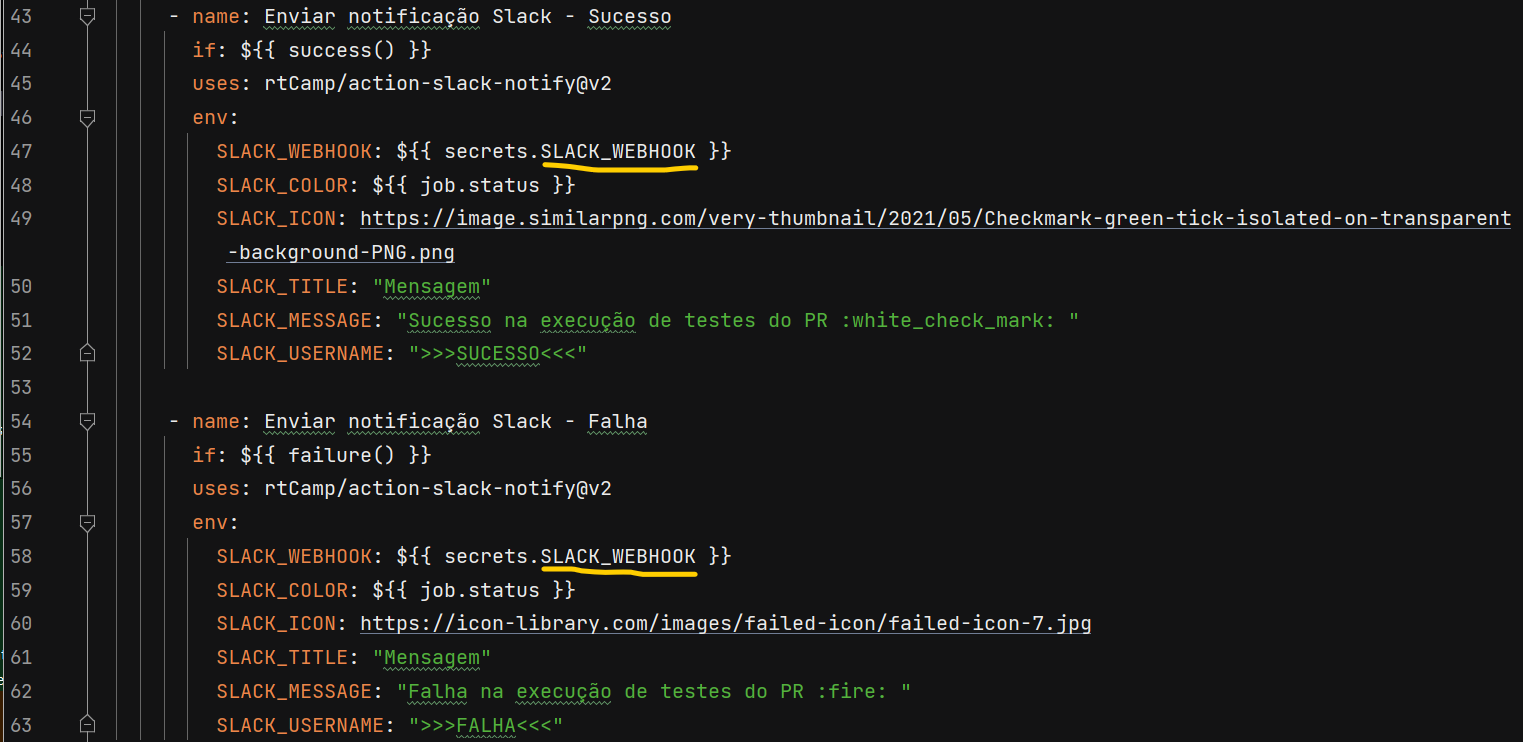 43 - name: Enviar notificação Slack - Sucesso
44 if: ${{ success() }}
45 uses: rtCamp/action-slack-notify@v2
46 env:
47 SLACK_WEBHOOK: ${{ secrets.SLACK_WEBHOOK }}
48 SLACK_COLOR: ${{ job.status }}
49 SLACK_ICON: https://image.similarpng.com/very-thumbnail/2021/05/Checkmark-green-tick-isolated-on-transparent
-background-PNG.png
50 SLACK_TITLE: "Mensagem"
51 SLACK_MESSAGE: "Sucesso na execução de testes do PR :white_check_mark: "
52 SLACK_USERNAME: ">>>SUCESSO<<<"
53
54 - name: Enviar notificação Slack - Falha
55 if: ${{ failure() }}
56 uses: rtCamp/action-slack-notify@v2
57 env:
58 SLACK_WEBHOOK: ${{ secrets.SLACK_WEBHOOK }}
59 SLACK_COLOR: ${{ job.status }}
60 SLACK_ICON: https://icon-library.com/images/failed-icon/failed-icon-7.jpg
61 SLACK_TITLE: "Mensagem"
62 SLACK_MESSAGE: "Falha na execução de testes do PR :fire: "
63 SLACK_USERNAME: ">>>FALHA<<<"